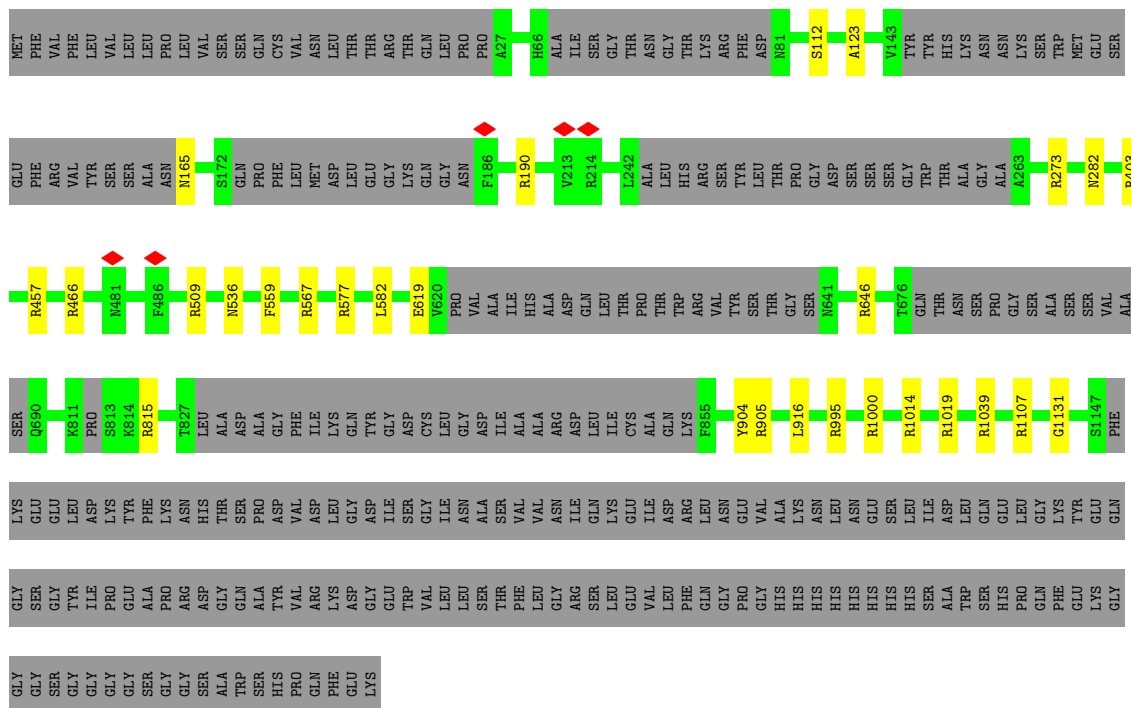 MET PHE VAL PHE LEU VAL LEU LEU PRO LEU VAL SER SER GLN CYS VAL ASN LEU THR THR ARG THR GLN LEU PRO PRO A27 H66 ALA ILE SER GLY THR ASN GLY THR LYS ARG PHE ASP N81 S112 A123 V143 TYR TYR HIS LYS ASN ASN LYS SER TRP MET GLU SER
GLU PHE ARG VAL TYR SER SER ALA ASN N165 S172 GLN PRO PHE LEU MET ASP LEU GLU GLY LYS GLN GLY ASN F186 R190 V213 R214 L242 ALA LEU HIS ARG SER TYR LEU THR PRO GLY ASP SER SER SER GLY TRP THR ALA GLY ALA A263 R273 N282 R403
R457 R466 N481 F486 R509 N536 F559 R567 R577 L582 E619 V620 PRO VAL ALA ILE HIS ALA ASP GLN LEU THR PRO THR TRP ARG VAL TYR SER THR GLY SER N641 R646 T676 GLN THR ASN SER PRO GLY SER ALA SER SER VAL ALA
SER Q690 K811 PRO S813 K814 R815 T827 LEU ALA ASP ALA GLY PHE ILE LYS GLN TYR GLY ASP CYS LEU GLY ASP ILE ALA ALA ARG ASP LEU ILE CYS ALA GLN LYS F855 Y904 R905 L916 R995 R1000 R1014 R1019 R1039 R1107 G1131 S1147 PHE
LYS GLU GLU LEU ASP LYS TYR PHE LYS ASN HIS THR SER PRO ASP VAL ASP LEU GLY ASP ILE SER GLY ILE ASN ALA SER VAL VAL ASN ILE GLN LYS GLU ILE ASP ARG LEU ASN GLU VAL ALA LYS ASN LEU ASN GLU SER LEU ILE ASP LEU GLN GLU LEU GLY LYS TYR GLU GLN
GLY SER GLY TYR ILE PRO GLU ALA PRO ARG ASP GLY GLN ALA TYR VAL ARG LYS ASP GLY GLU TRP VAL LEU LEU SER THR PHE LEU GLY ARG SER LEU GLU VAL LEU PHE GLN GLY PRO GLY HIS HIS HIS HIS HIS HIS HIS HIS SER ALA TRP SER HIS PRO GLN PHE GLU LYS GLY
GLY GLY SER GLY GLY GLY GLY SER GLY GLY SER ALA TRP SER HIS PRO GLN PHE GLU LYS